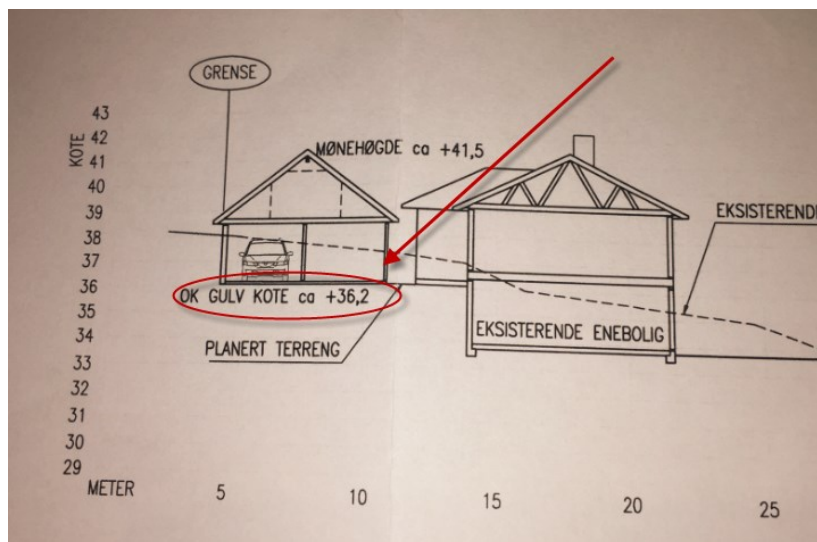 GRENSE
KOTE
43
42
41
40
39
38
37
36
35
34
33
32
31
30
29
MØNEHØGDE ca +41,5
EKSISTEREND
OK GULV KOTE ca +36,2
PLANERT TERRENG
EKSISTERENDE ENEBOLIG
METER
5
10
15
20
25